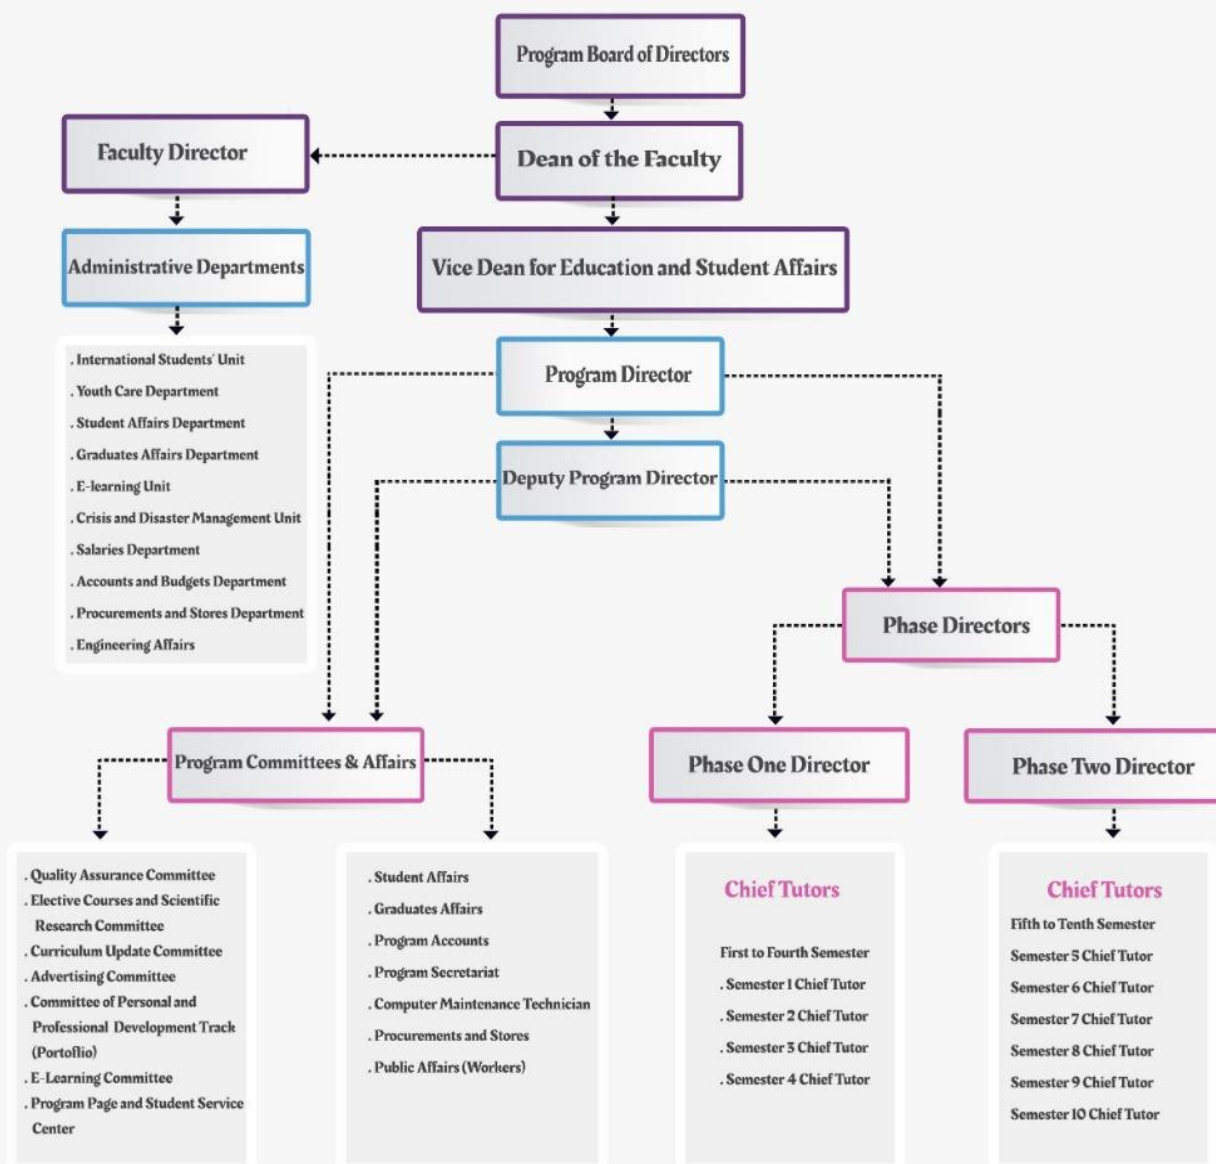 Program Board of Directors
Faculty Director
Dean of the Faculty
Administrative Departments
Vice Dean for Education and Student Affairs
. International Students' Unit
. Youth Care Department
. Student Affairs Department
. Graduates Affairs Department
. E-learning Unit
. Crisis and Disaster Management Unit
. Salaries Department
. Accounts and Budgets Department
. Procurements and Stores Department
. Engineering Affairs
Program Director
Deputy Program Director
Phase Directors
Program Committees & Affairs
Phase One Director
Phase Two Director
. Quality Assurance Committee
. Elective Courses and Scientific
Research Committee
. Curriculum Update Committee
. Advertising Committee
. Committee of Personal and
Professional Development Track
(Portoflio)
. E-Learning Committee
. Program Page and Student Service
Center
. Student Affairs
. Graduates Affairs
. Program Accounts
. Program Secretariat
. Computer Maintenance Technician
. Procurements and Stores
. Public Affairs (Workers)
Chief Tutors
First to Fourth Semester
. Semester 1 Chief Tutor
. Semester 2 Chief Tutor
. Semester 3 Chief Tutor
. Semester 4 Chief Tutor
Chief Tutors
Fifth to Tenth Semester
Semester 5 Chief Tutor
Semester 6 Chief Tutor
Semester 7 Chief Tutor
Semester 8 Chief Tutor
Semester 9 Chief Tutor
Semester 10 Chief Tutor